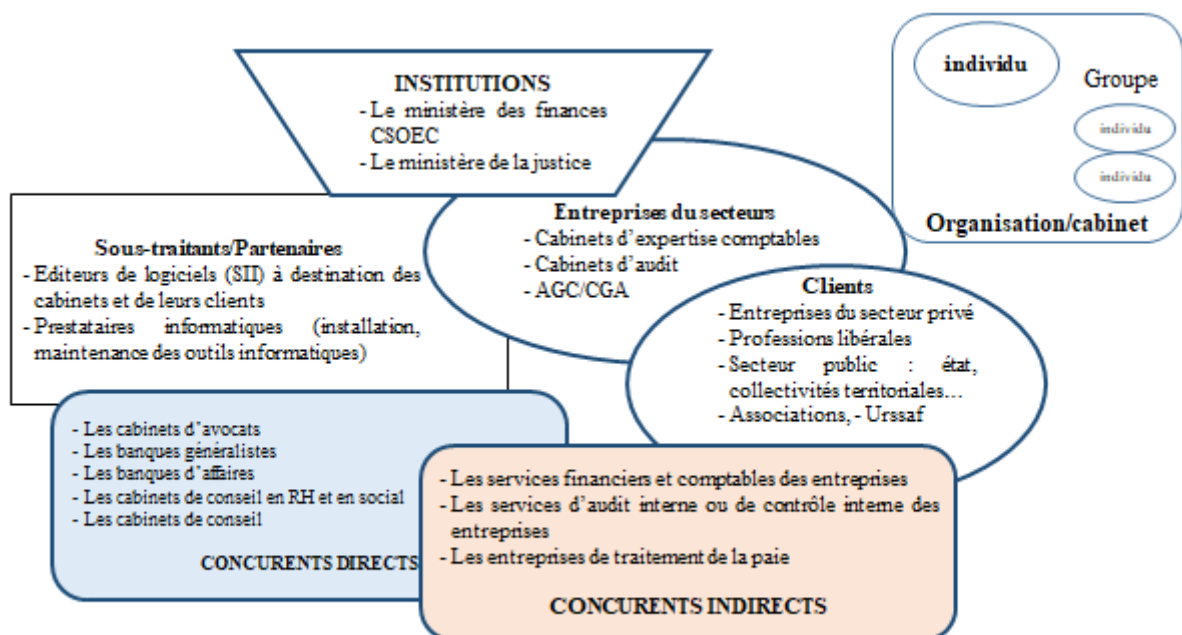 INSTITUTIONS
- Le ministère des finances
CSOEC
- Le ministère de la justice
individu
Groupe
individu
individu
Organisation/cabinet
Sous-traitants/Partenaires
- Editeurs de logiciels (SII) à destination des
cabinets et de leurs clients
- Prestataires informatiques (installation,
maintenance des outils informatiques)
Entreprises du secteurs
- Cabinets d'expertise comptables
- Cabinets d'audit
- AGC/CGA
Clients
- Entreprises du secteur privé
- Professions libérales
- Secteur public : état,
collectivités territoriales...
- Associations, - Urssaf
- Les cabinets d'avocats
- Les banques généralistes
- Les banques d'affaires
- Les cabinets de conseil en RH et en social
- Les cabinets de conseil
CONCURENTS DIRECTS
- Les services financiers et comptables des entreprises
- Les services d'audit interne ou de contrôle interne des
entreprises
- Les entreprises de traitement de la paie
CONCURENTS INDIRECTS